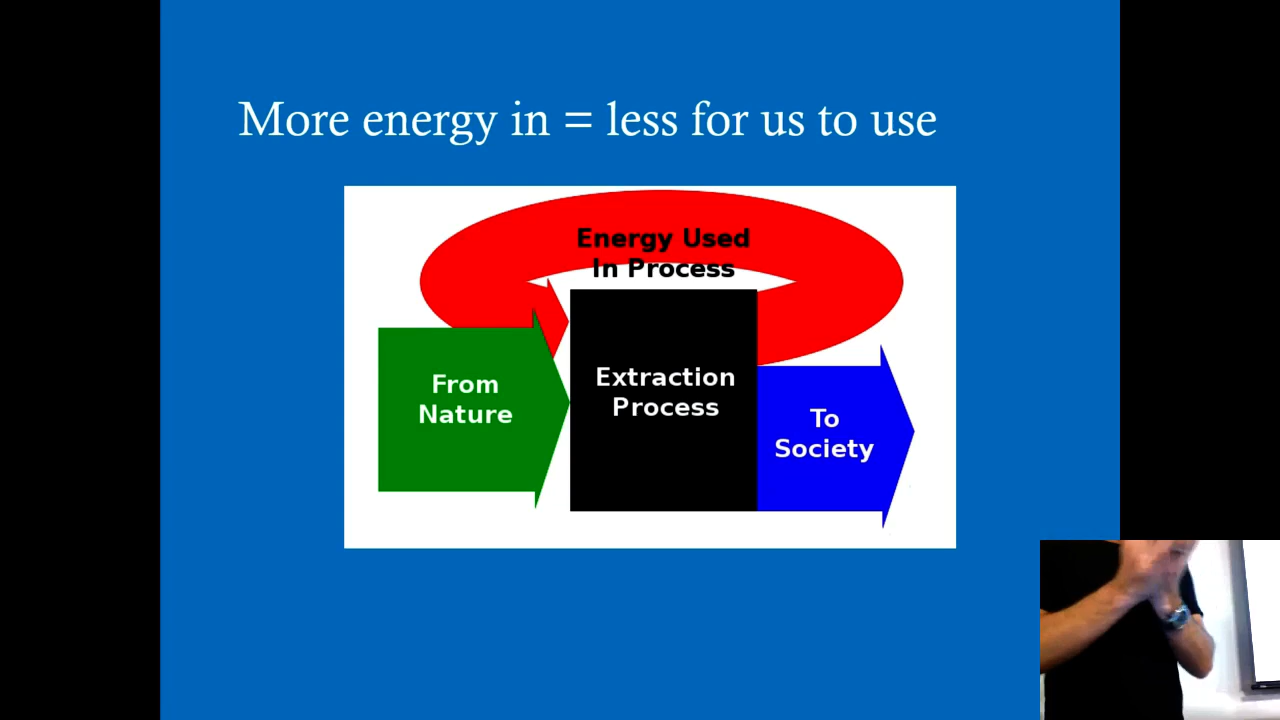 More energy in = less for us to use
Energy Used
In Process
From
Nature
Extraction
Process
To
Society